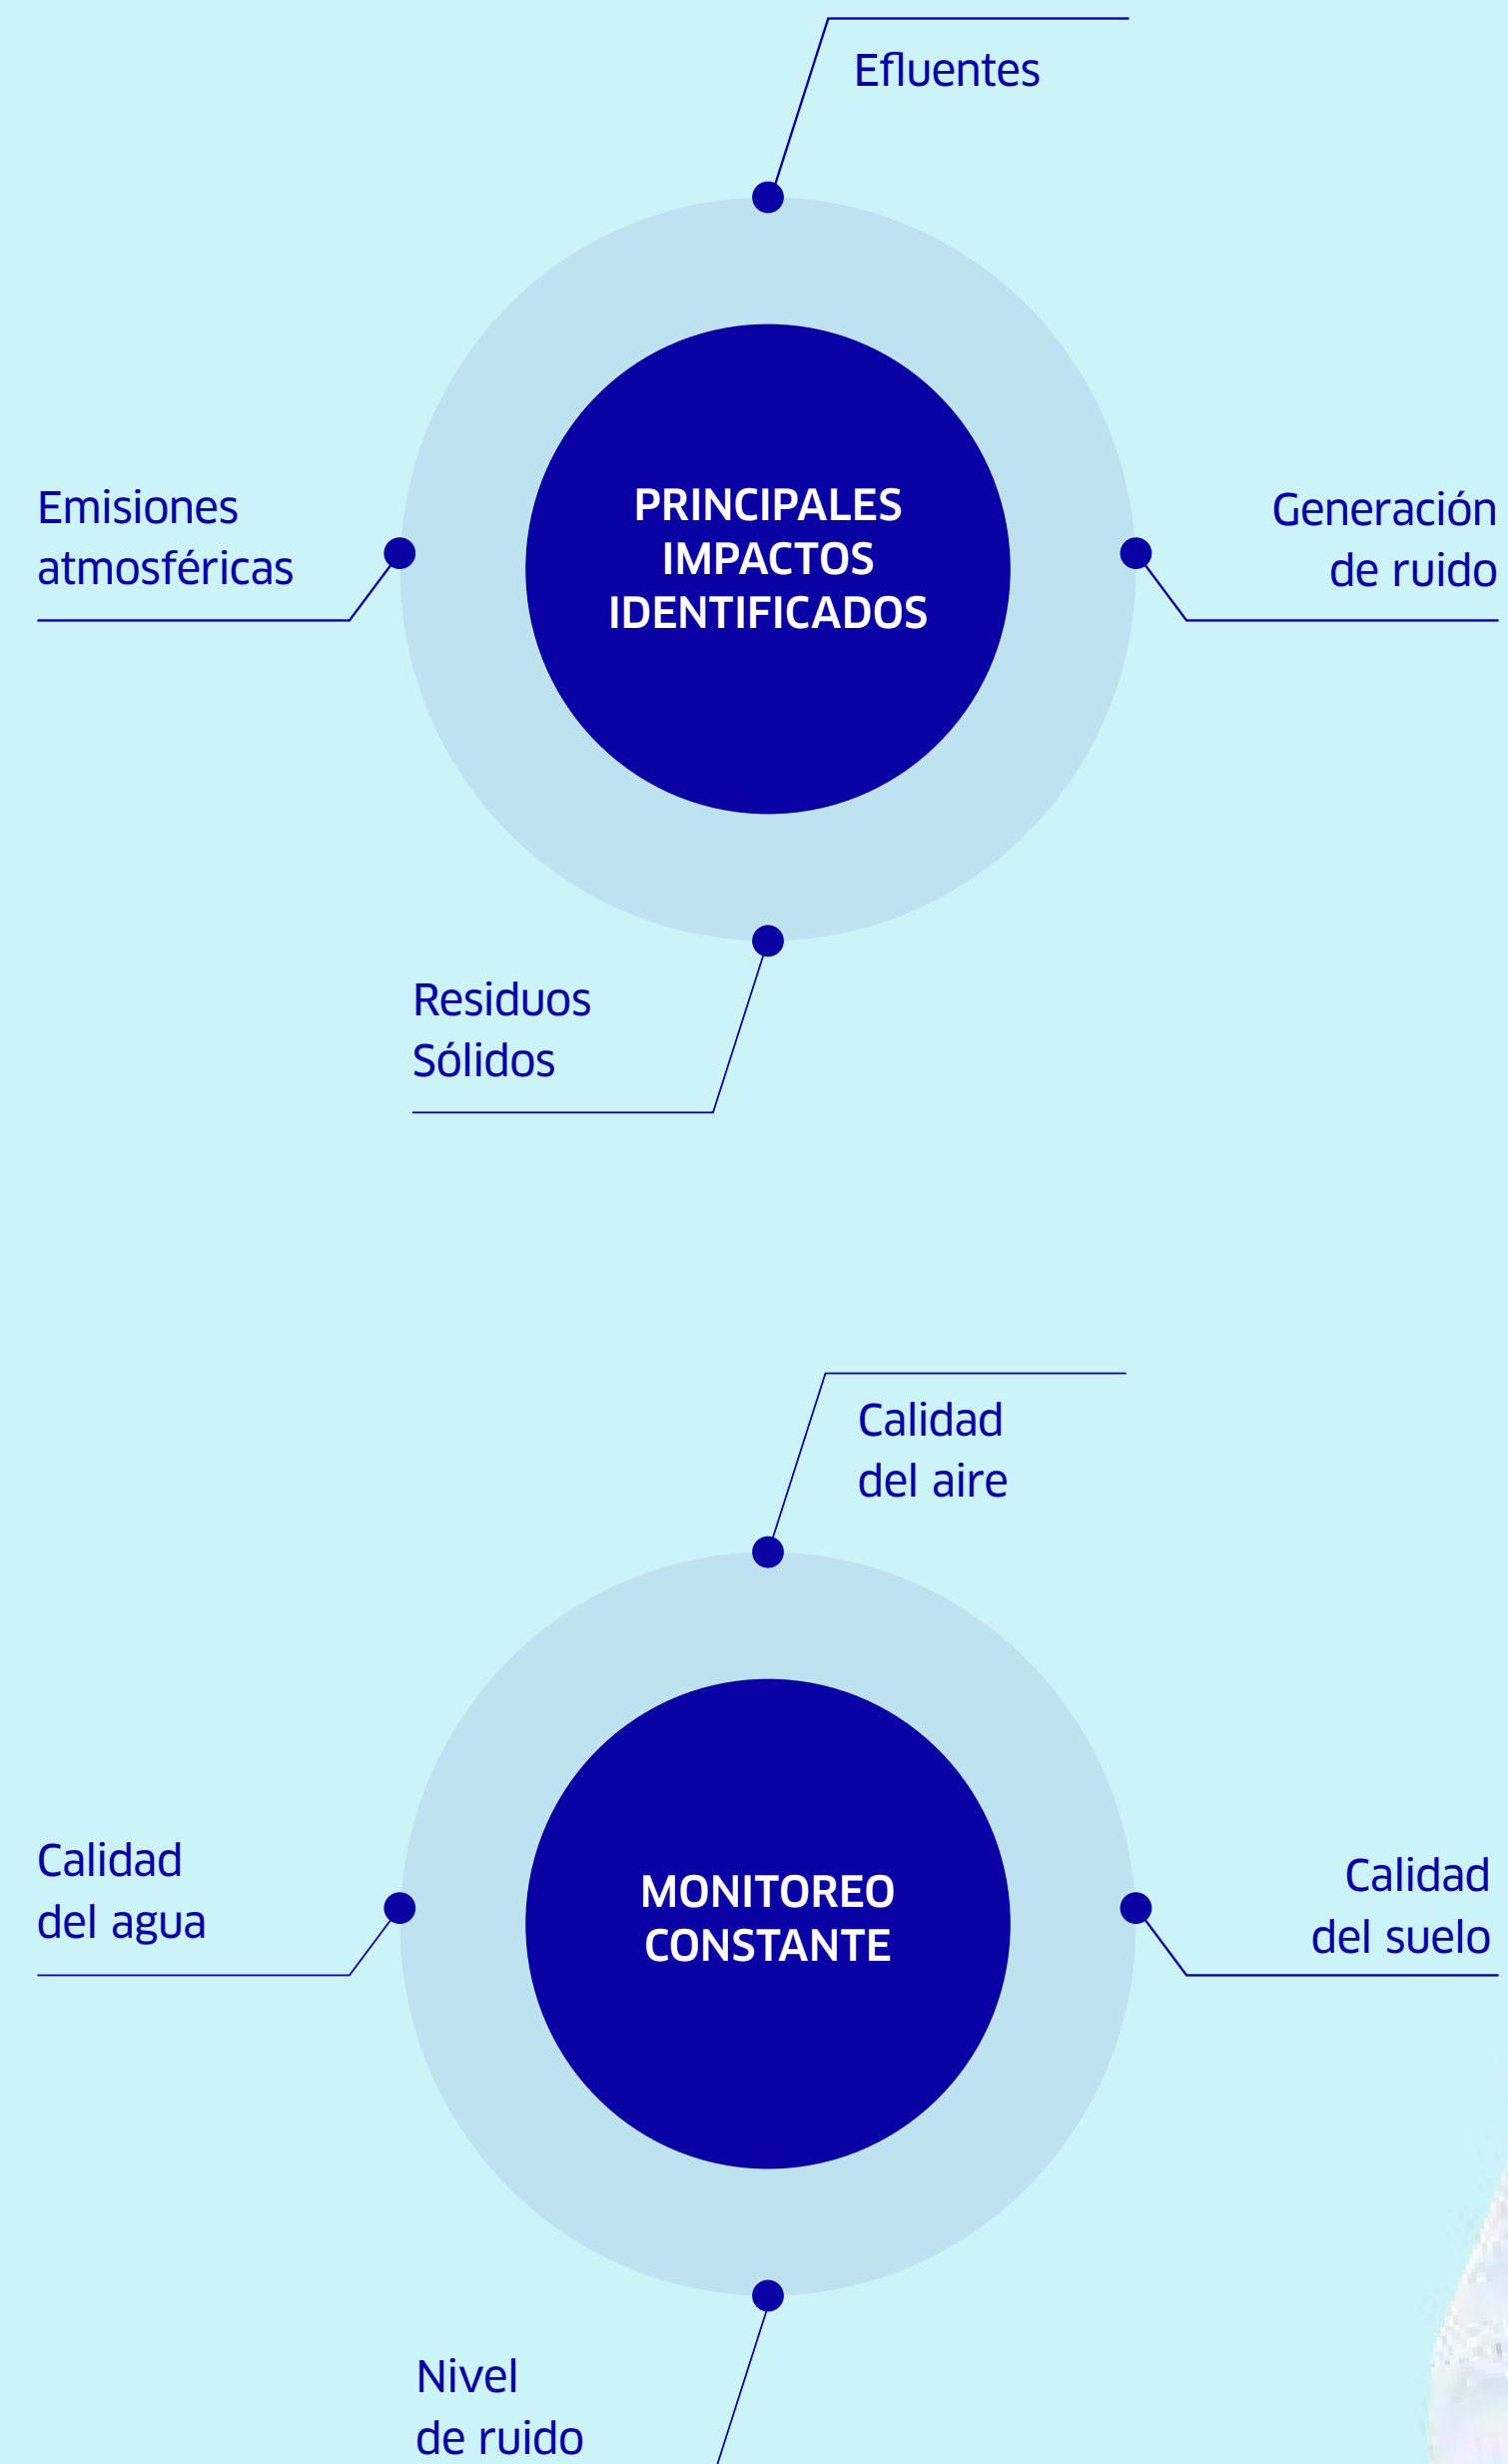 Efluentes
Emisiones
atmosféricas
PRINCIPALES
IMPACTOS
IDENTIFICADOS
Generación
de ruido
Residuos
Sólidos
Calidad
del aire
Calidad
del agua
MONITOREO
CONSTANTE
Calidad
del suelo
Nivel
de ruido